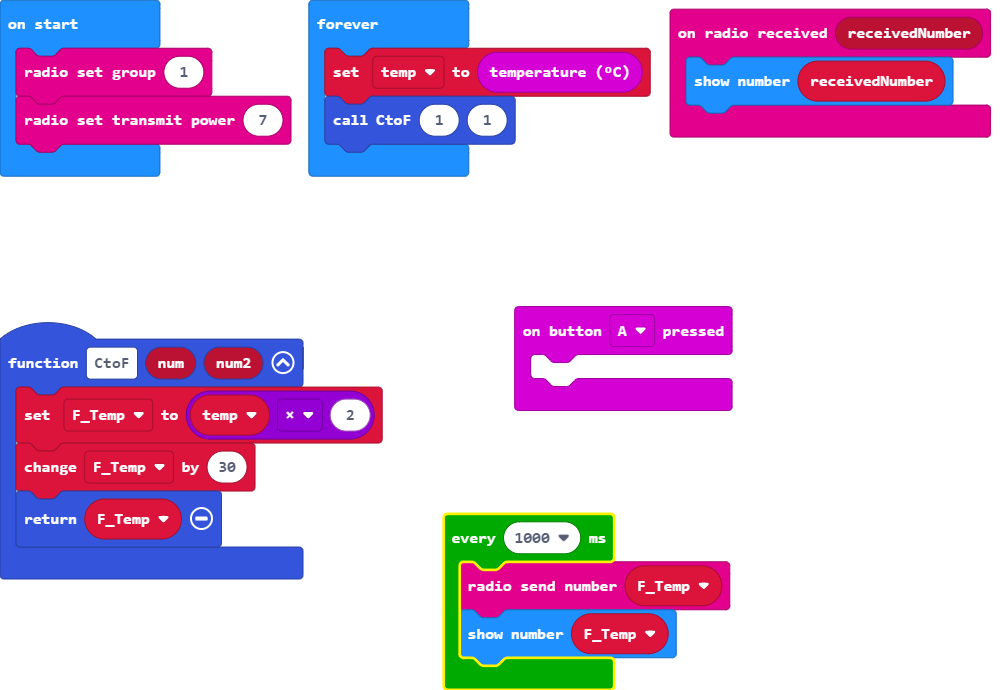 on start
radio set group 1
radio set transmit power 7
forever
set temp to temperature (ºC)
call CtoF 1 1
on radio received receivedNumber
show number receivedNumber
function CtoF num num2
set F_Temp to temp × 2
change F_Temp by 30
return F_Temp
on button A pressed
every 1000 ms
radio send number F_Temp
show number F_Temp